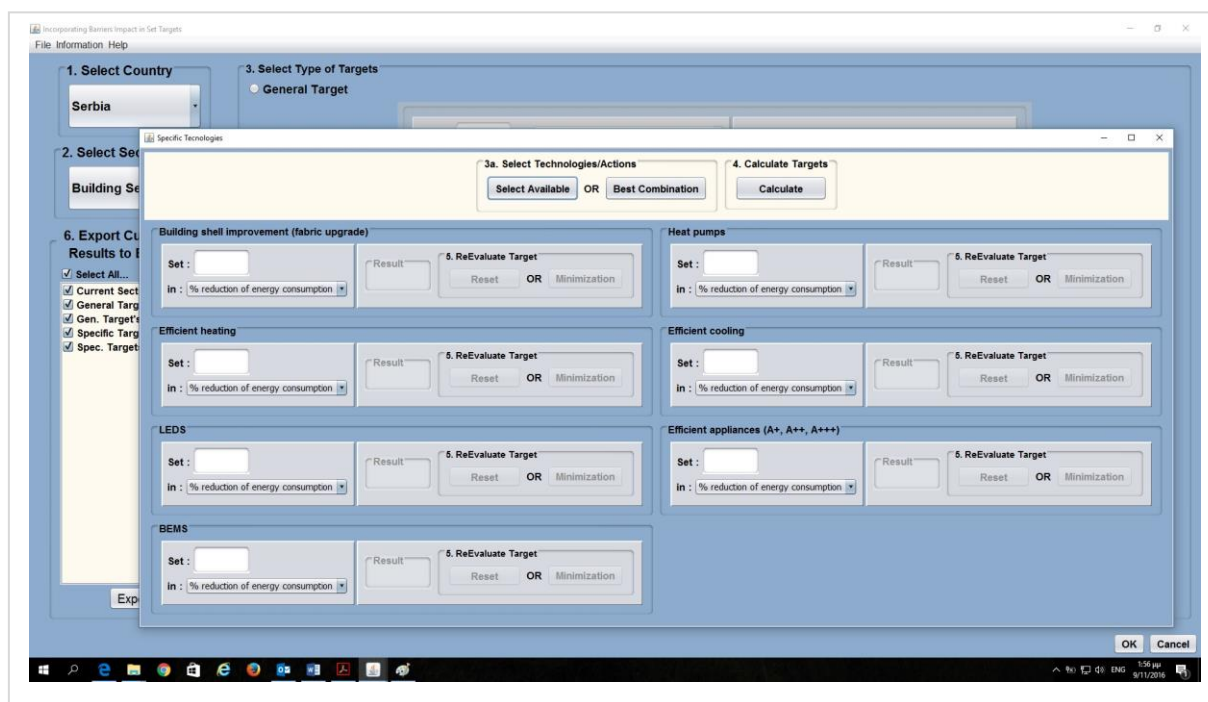 Incorporating Barriers Impact in Set Targets
File Information Help
1. Select Country
Serbia
3. Select Type of Targets
General Target
2. Select Sec
Building Se
6. Export Cu
Results to E
Select All...
Current Sect
General Targ
Gen. Target's
Specific Targ
Spec. Target
Exp
Specific Tecnologies
3a. Select Technologies/Actions
Select Available OR Best Combination
4. Calculate Targets
Calculate
Building shell improvement (fabric upgrade)
Set :
in : % reduction of energy consumption
Result
5. ReEvaluate Target
Reset OR Minimization
Heat pumps
Set :
in : % reduction of energy consumption
Result
5. ReEvaluate Target
Reset OR Minimization
Efficient heating
Set :
in : % reduction of energy consumption
Result
5. ReEvaluate Target
Reset OR Minimization
Efficient cooling
Set :
in : % reduction of energy consumption
Result
5. ReEvaluate Target
Reset OR Minimization
LEDS
Set :
in : % reduction of energy consumption
Result
5. ReEvaluate Target
Reset OR Minimization
Efficient appliances (A+, A++, A+++)
Set :
in : % reduction of energy consumption
Result
5. ReEvaluate Target
Reset OR Minimization
BEMS
Set :
in : % reduction of energy consumption
Result
5. ReEvaluate Target
Reset OR Minimization
OK Cancel
ENG
1:56 μμ
9/11/2016